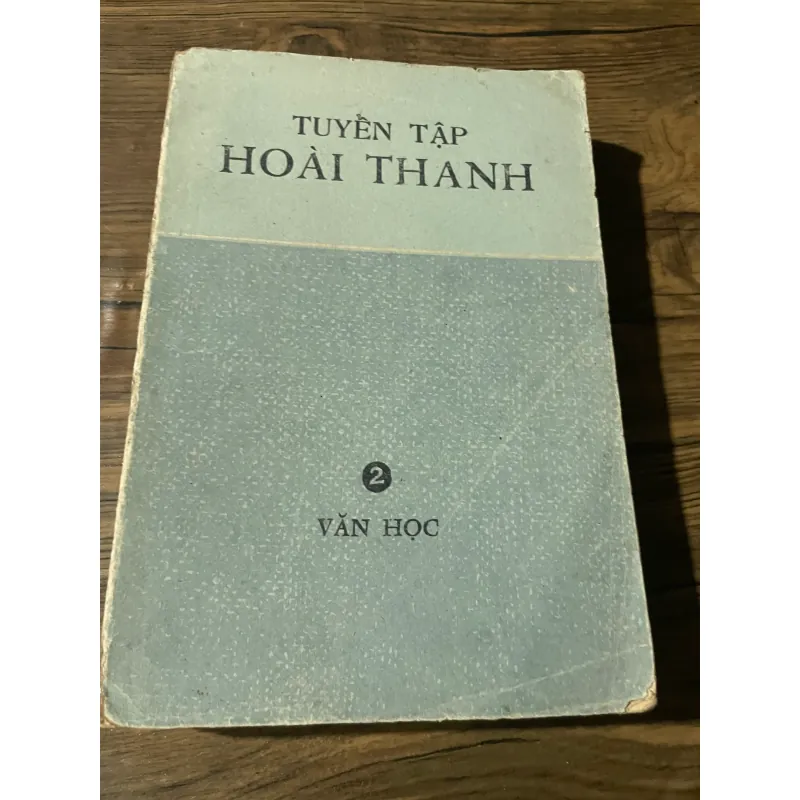 TUYỂN TẬP
HOÀI THANH
2
VĂN HỌC